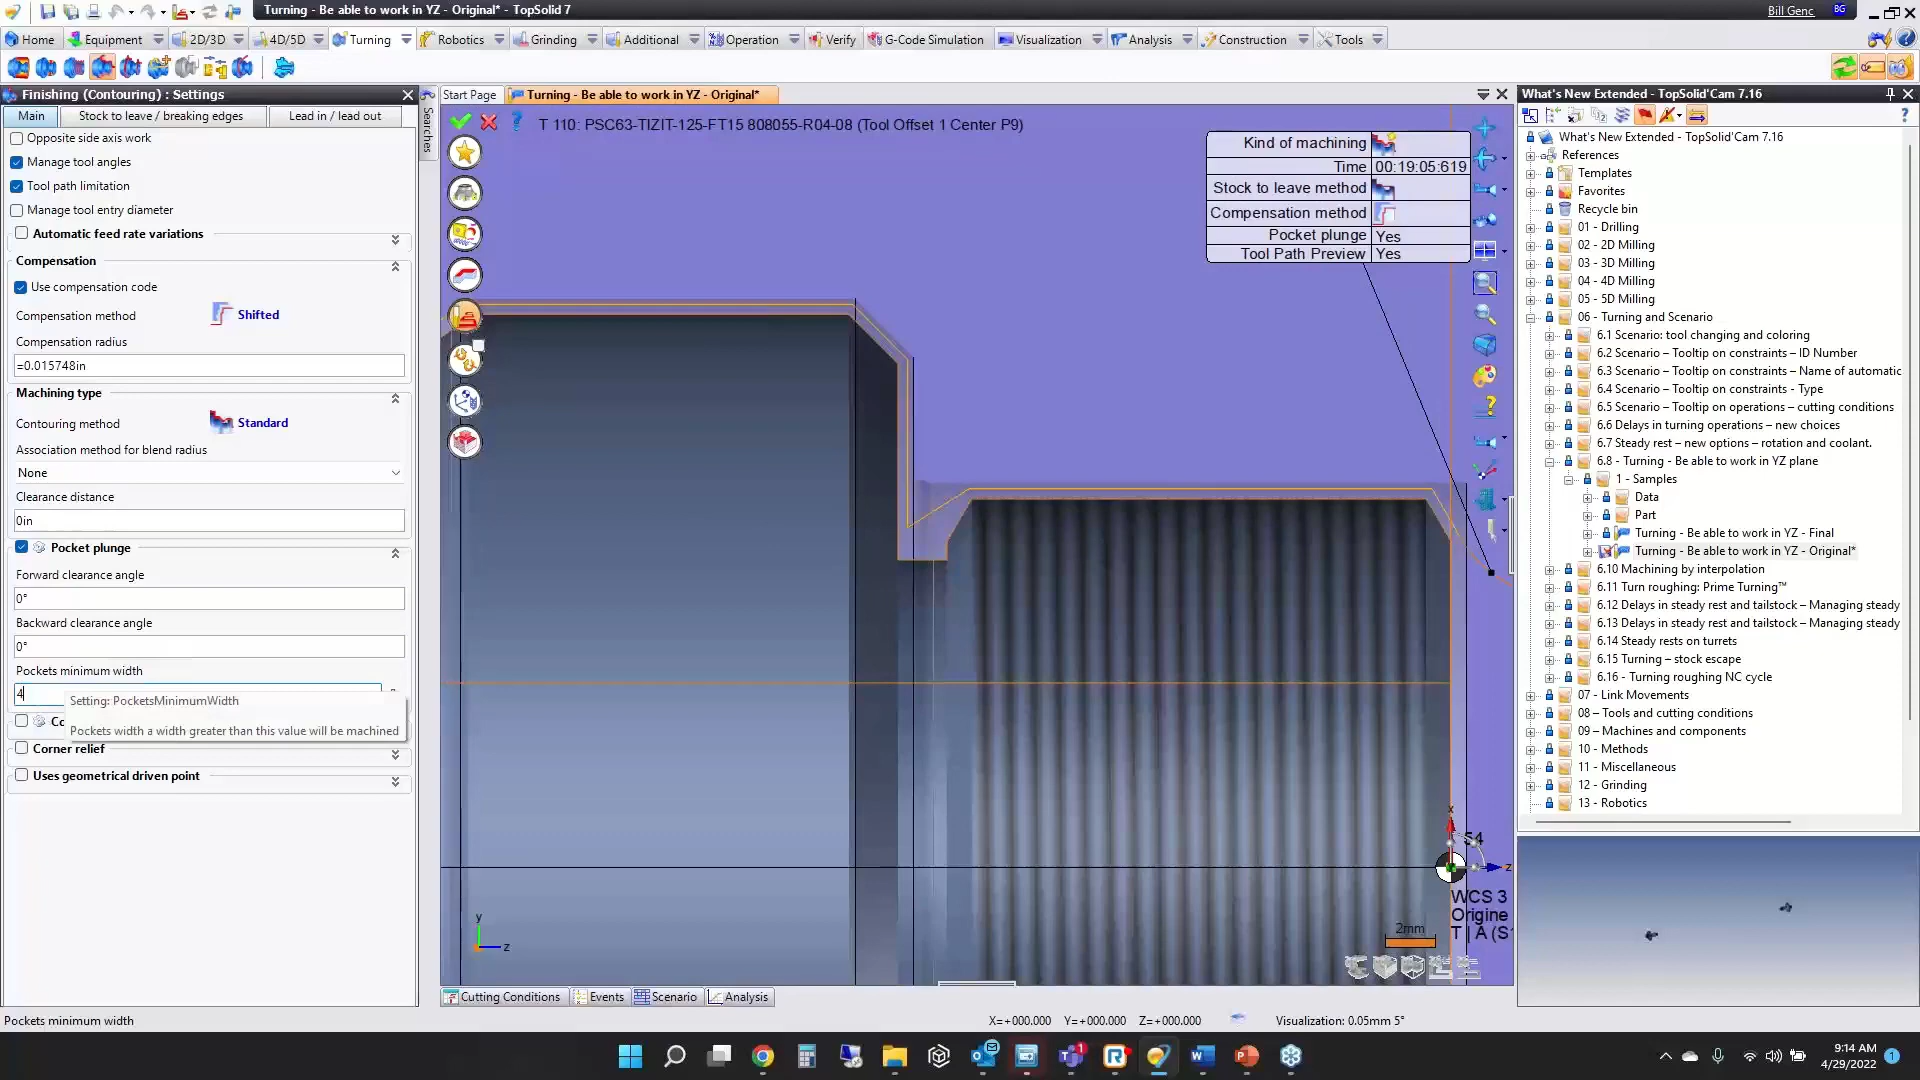 Turning - Be able to work in YZ - Original* - TopSolid 7
Bill Genc
BG
Home
Equipment
2D/3D
4D/5D
Turning
Robotics
Grinding
Additional
Operation
Verify
G-Code Simulation
Visualization
Analysis
Construction
Tools
Finishing (Contouring) : Settings
Main
Stock to leave / breaking edges
Lead in / lead out
Opposite side axis work
Manage tool angles
Tool path limitation
Manage tool entry diameter
Automatic feed rate variations
Compensation
Use compensation code
Compensation method
Shifted
Compensation radius
=0.015748in
Machining type
Contouring method
Standard
Association method for blend radius
None
Clearance distance
0in
Pocket plunge
Forward clearance angle
0°
Backward clearance angle
0°
Pockets minimum width
4
Setting: PocketsMinimumWidth
Co
Pockets width a width greater than this value will be machined
Corner relief
Uses geometrical driven point
Pockets minimum width
Searches
Start Page
Turning - Be able to work in YZ - Original*
T 110: PSC63-TIZIT-125-FT15 808055-R04-08 (Tool Offset 1 Center P9)
Kind of machining
Time 00:19:05:619
Stock to leave method
Compensation method
Pocket plunge Yes
Tool Path Preview Yes
x
54
z
WCS 3
Origine
T | A (S
2mm
y
z
Cutting Conditions
Events
Scenario
Analysis
X=+000.000 Y=+000.000 Z=+000.000
Visualization: 0.05mm 5°
What's New Extended - TopSolid'Cam 7.16
What's New Extended - TopSolid'Cam 7.16
References
Templates
Favorites
Recycle bin
01 - Drilling
02 - 2D Milling
03 - 3D Milling
04 - 4D Milling
05 - 5D Milling
06 - Turning and Scenario
6.1 Scenario: tool changing and coloring
6.2 Scenario – Tooltip on constraints – ID Number
6.3 Scenario – Tooltip on constraints – Name of automatic
6.4 Scenario – Tooltip on constraints - Type
6.5 Scenario – Tooltip on operations – cutting conditions
6.6 Delays in turning operations – new choices
6.7 Steady rest – new options – rotation and coolant.
6.8 - Turning - Be able to work in YZ plane
1 - Samples
Data
Part
Turning - Be able to work in YZ - Final
Turning - Be able to work in YZ - Original*
6.10 Machining by interpolation
6.11 Turn roughing: Prime Turning™
6.12 Delays in steady rest and tailstock – Managing steady
6.13 Delays in steady rest and tailstock – Managing steady
6.14 Steady rests on turrets
6.15 Turning – stock escape
6.16 - Turning roughing NC cycle
07 - Link Movements
08 – Tools and cutting conditions
09 – Machines and components
10 - Methods
11 - Miscellaneous
12 - Grinding
13 - Robotics
9:14 AM
4/29/2022
1